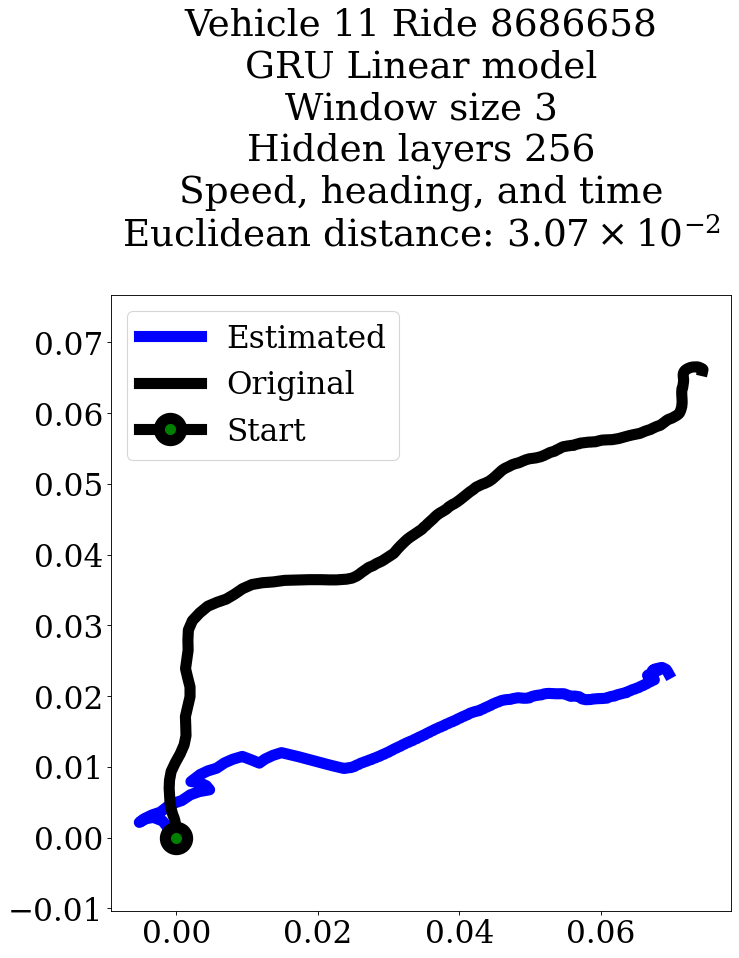 Vehicle 11 Ride 8686658
GRU Linear model
Window size 3
Hidden layers 256
Speed, heading, and time
Euclidean distance: 3.07 × 10⁻²
Estimated
Original
Start
0.07
0.06
0.05
0.04
0.03
0.02
0.01
0.00
−0.01
0.00 0.02 0.04 0.06